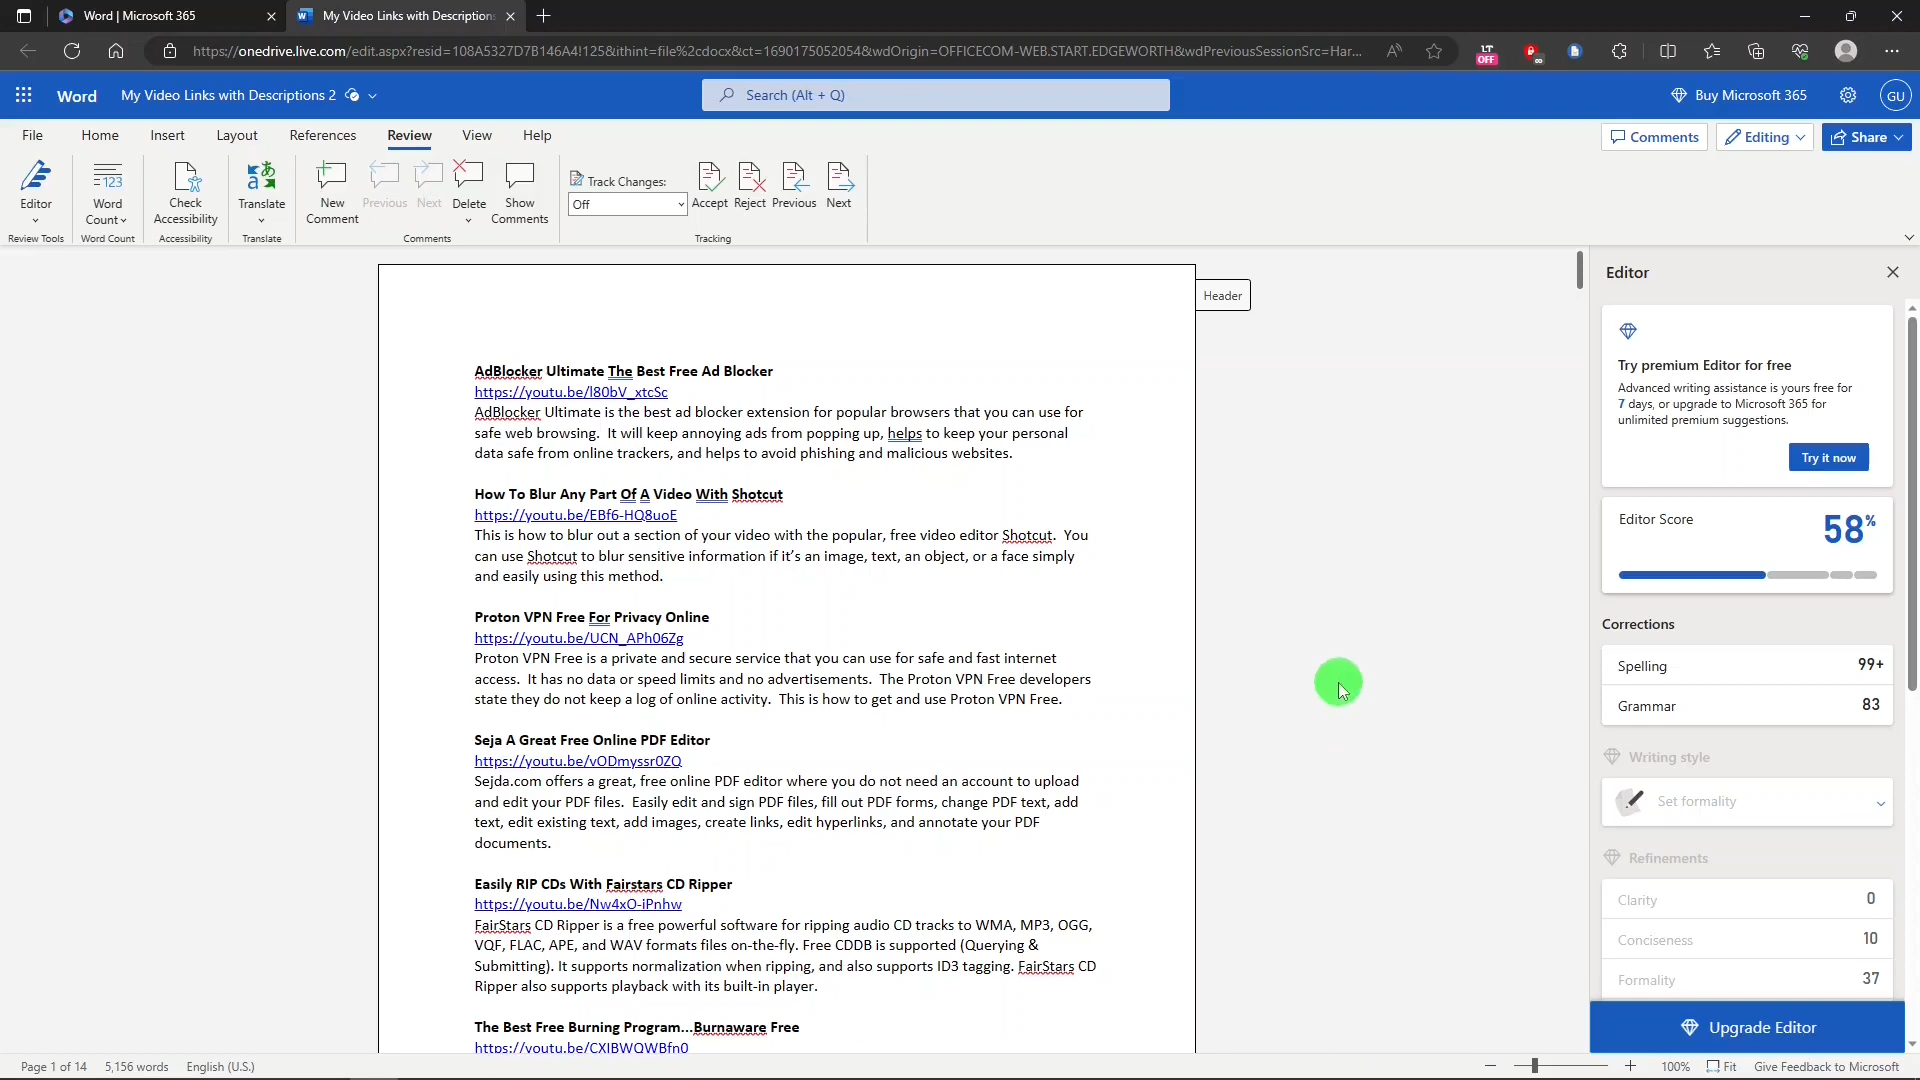 Word | Microsoft 365
My Video Links with Descriptions
https://onedrive.live.com/edit.aspx?resid=108A5327D7B146A4!125&ithint=file%2cdocx&ct=1690175052054&wdOrigin=OFFICECOM-WEB.START.EDGEWORTH&wdPreviousSessionSrc=Har...
OFF
Word
My Video Links with Descriptions 2
Search (Alt + Q)
Buy Microsoft 365
GU
File Home Insert Layout References Review View Help
Comments
Editing
Share
Editor
Word Count
Check Accessibility
Translate
New Comment
Previous
Next
Delete
Show Comments
Track Changes:
Off
Accept
Reject
Previous
Next
Review Tools
Word Count
Accessibility
Translate
Comments
Tracking
Header
AdBlocker Ultimate The Best Free Ad Blocker
https://youtu.be/l80bV_xtcSc
AdBlocker Ultimate is the best ad blocker extension for popular browsers that you can use for
safe web browsing.  It will keep annoying ads from popping up, helps to keep your personal
data safe from online trackers, and helps to avoid phishing and malicious websites.
How To Blur Any Part Of A Video With Shotcut
https://youtu.be/EBf6-HQ8uoE
This is how to blur out a section of your video with the popular, free video editor Shotcut.  You
can use Shotcut to blur sensitive information if it’s an image, text, an object, or a face simply
and easily using this method.
Proton VPN Free For Privacy Online
https://youtu.be/UCN_APh06Zg
Proton VPN Free is a private and secure service that you can use for safe and fast internet
access.  It has no data or speed limits and no advertisements.  The Proton VPN Free developers
state they do not keep a log of online activity.  This is how to get and use Proton VPN Free.
Seja A Great Free Online PDF Editor
https://youtu.be/vODmyssr0ZQ
Sejda.com offers a great, free online PDF editor where you do not need an account to upload
and edit your PDF files.  Easily edit and sign PDF files, fill out PDF forms, change PDF text, add
text, edit existing text, add images, create links, edit hyperlinks, and annotate your PDF
documents.
Easily RIP CDs With Fairstars CD Ripper
https://youtu.be/Nw4xO-iPnhw
FairStars CD Ripper is a free powerful software for ripping audio CD tracks to WMA, MP3, OGG,
VQF, FLAC, APE, and WAV formats files on-the-fly. Free CDDB is supported (Querying &
Submitting). It supports normalization when ripping, and also supports ID3 tagging. FairStars CD
Ripper also supports playback with its built-in player.
The Best Free Burning Program...Burnaware Free
https://youtu.be/CXIBWQWBfn0
Editor
Try premium Editor for free
Advanced writing assistance is yours free for
7 days, or upgrade to Microsoft 365 for
unlimited premium suggestions.
Try it now
Editor Score
58%
Corrections
Spelling 99+
Grammar 83
Writing style
Set formality
Refinements
Clarity 0
Conciseness 10
Formality 37
Upgrade Editor
Page 1 of 14 5,156 words English (U.S.)
100% Fit Give Feedback to Microsoft